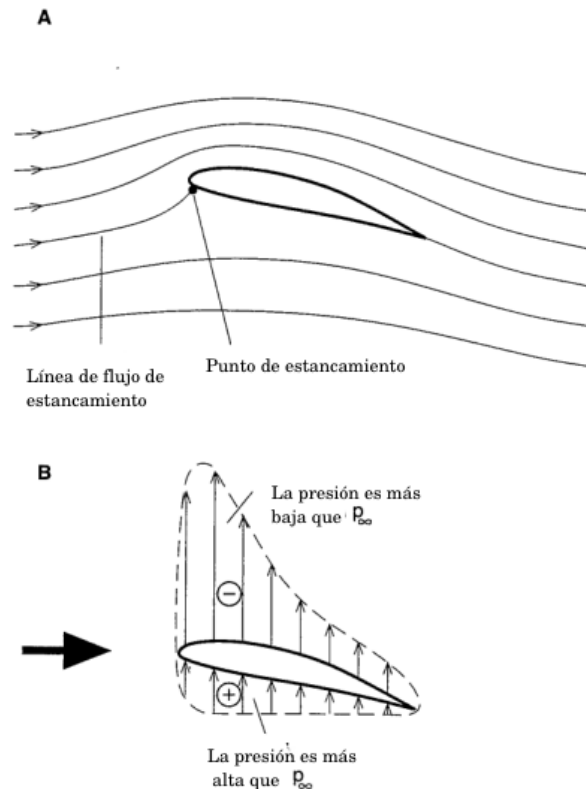 A
Línea de flujo de
estancamiento
Punto de estancamiento
B
La presión es más
baja que p∞
−
+
La presión es más
alta que p∞